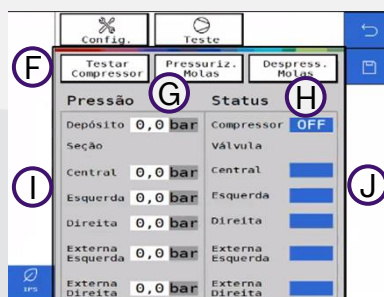 Config. Teste
F Testar Compressor Pressuriz. Molas Despress. Molas
G H
Pressão Status
Depósito 0,0 bar Compressor OFF
Seção Válvula
I Central 0,0 bar Central J
Esquerda 0,0 bar Esquerda
Direita 0,0 bar Direita
Externa Esquerda 0,0 bar Externa Esquerda
Externa Direita 0,0 bar Externa Direita
IPS